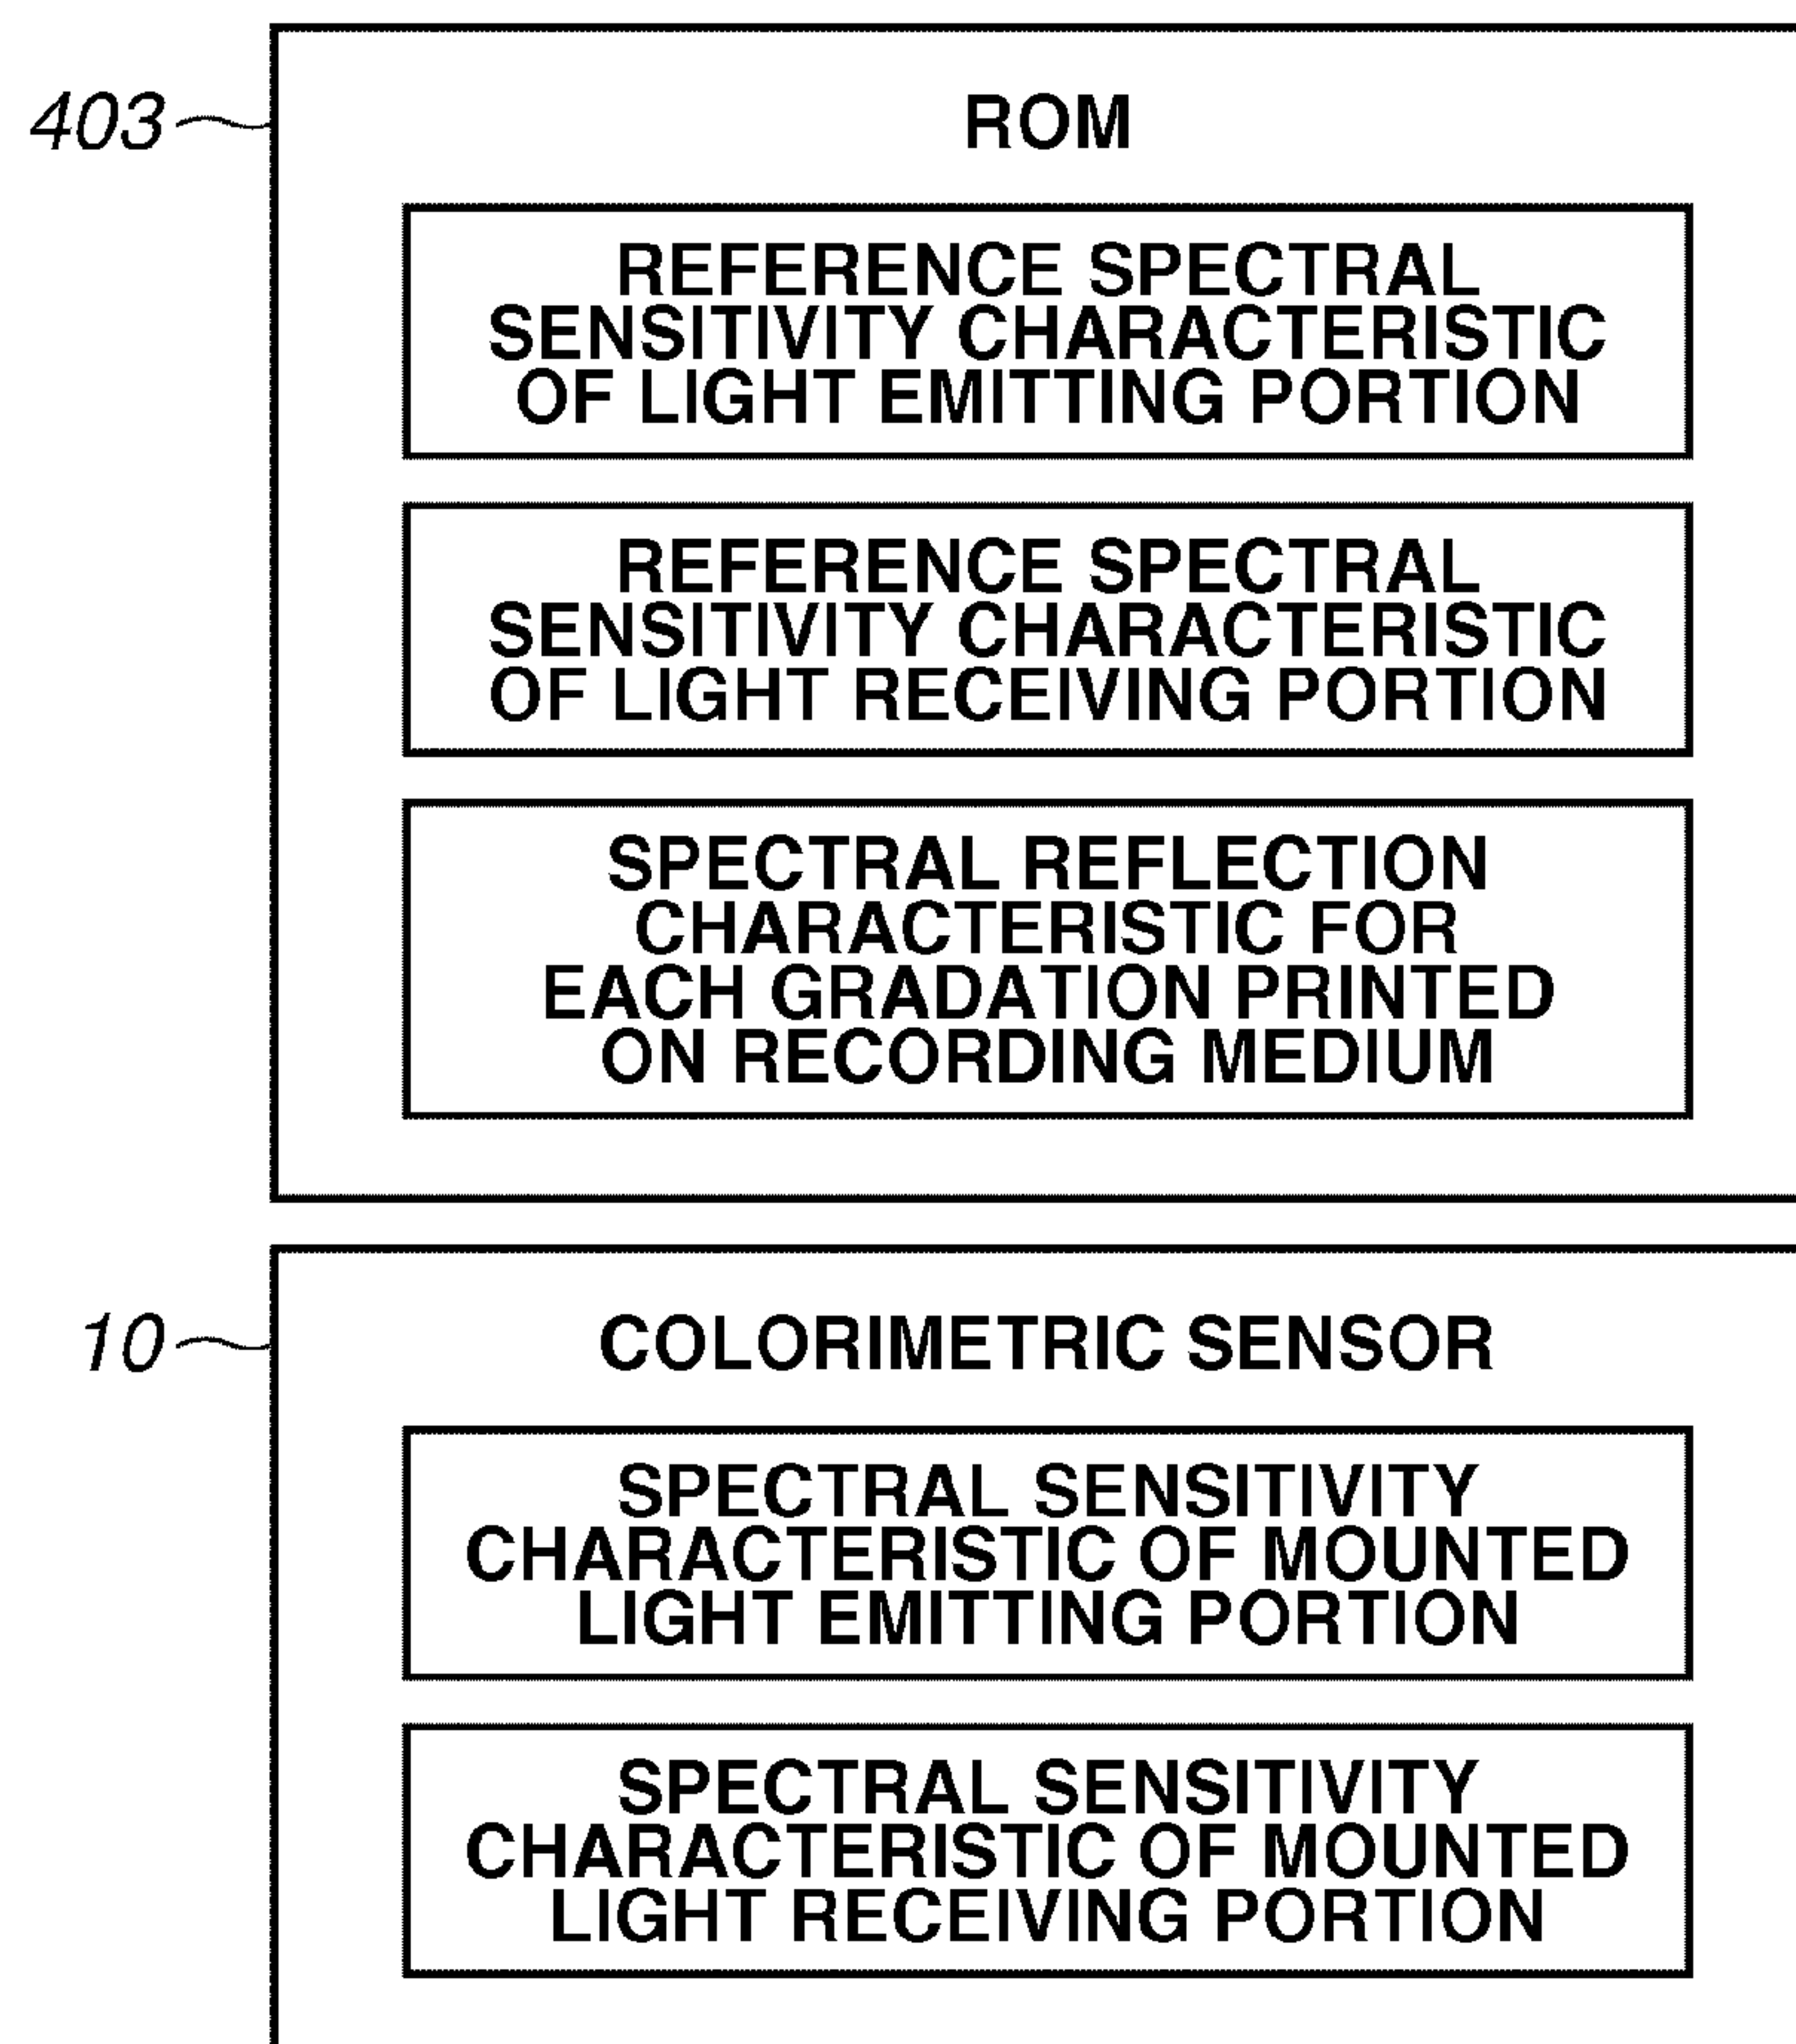 403
ROM
REFERENCE SPECTRAL
SENSITIVITY CHARACTERISTIC
OF LIGHT EMITTING PORTION
REFERENCE SPECTRAL
SENSITIVITY CHARACTERISTIC
OF LIGHT RECEIVING PORTION
SPECTRAL REFLECTION
CHARACTERISTIC FOR
EACH GRADATION PRINTED
ON RECORDING MEDIUM
10
COLORIMETRIC SENSOR
SPECTRAL SENSITIVITY
CHARACTERISTIC OF MOUNTED
LIGHT EMITTING PORTION
SPECTRAL SENSITIVITY
CHARACTERISTIC OF MOUNTED
LIGHT RECEIVING PORTION